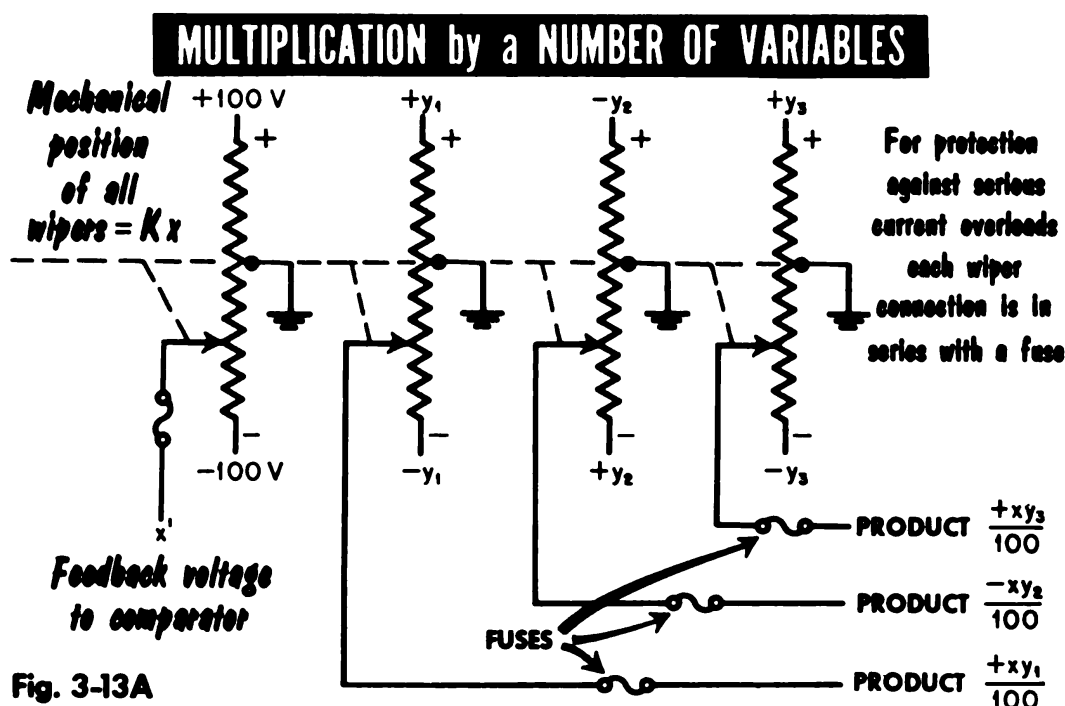 MULTIPLICATION by a NUMBER OF VARIABLES
Mechanical
position
of all
wipers = Kx
+100 V
+y₁
-y₂
+y₃
+
+
+
+
For protection
against serious
current overloads
each wiper
connection is in
series with a fuse
-
-
-
-
-100 V
-y₁
+y₂
-y₃
x'
Feedback voltage
to comparator
FUSES
PRODUCT +xy₃/100
PRODUCT -xy₂/100
PRODUCT +xy₁/100
Fig. 3-13A